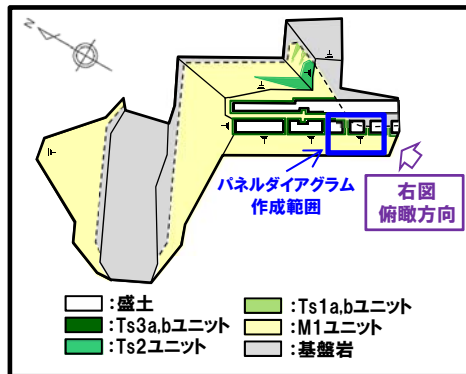 N
パネルダイアグラム
作成範囲
右図
俯瞰方向
:盛土
:Ts3a,bユニット
:Ts2ユニット
:Ts1a,bユニット
:M1ユニット
:基盤岩